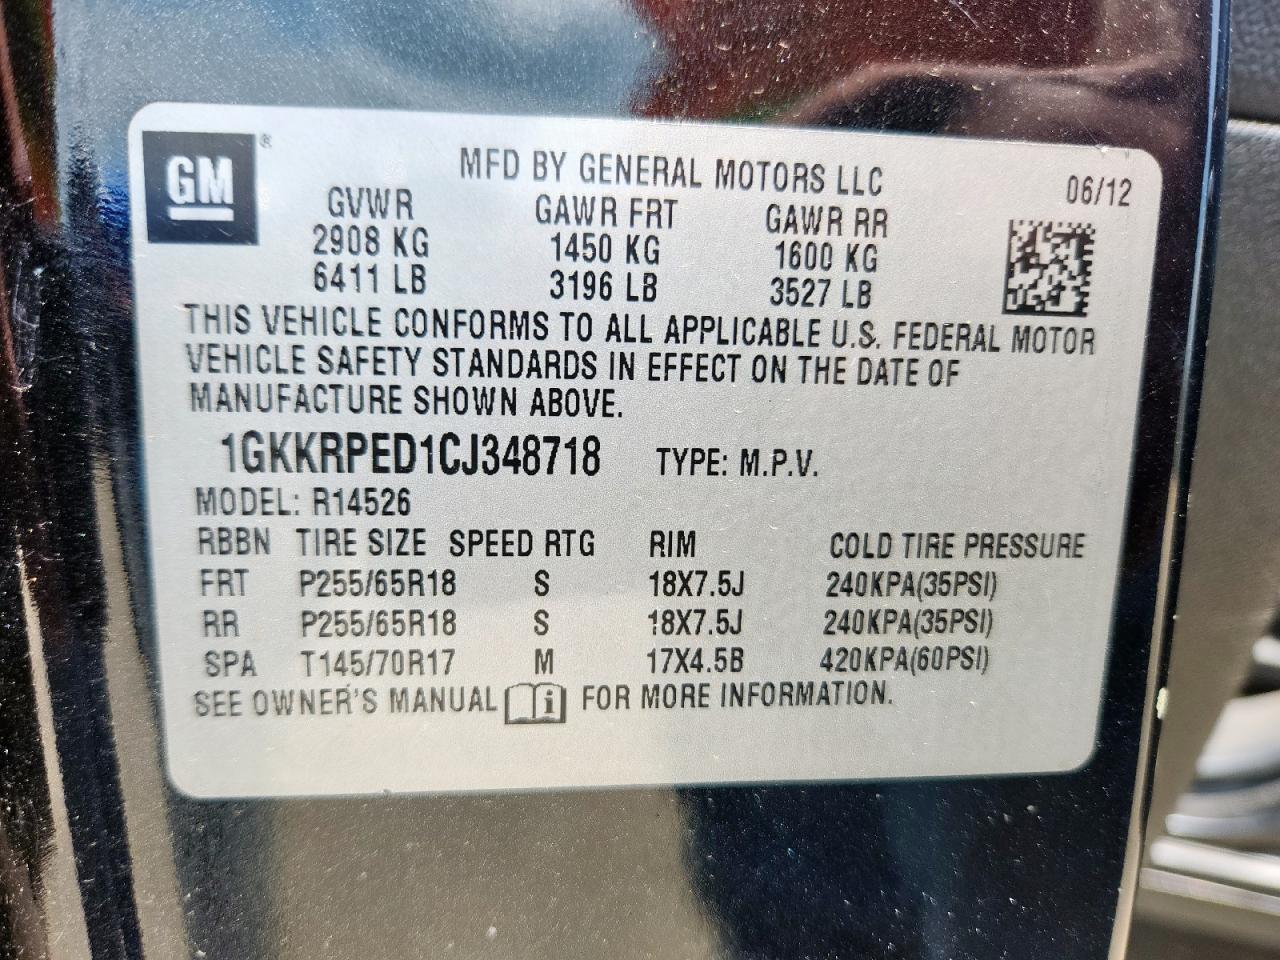 GM®
MFD BY GENERAL MOTORS LLC 06/12
GVWR GAWR FRT GAWR RR
2908 KG 1450 KG 1600 KG
6411 LB 3196 LB 3527 LB
THIS VEHICLE CONFORMS TO ALL APPLICABLE U.S. FEDERAL MOTOR
VEHICLE SAFETY STANDARDS IN EFFECT ON THE DATE OF
MANUFACTURE SHOWN ABOVE.
1GKKRPED1CJ348718 TYPE: M.P.V.
MODEL: R14526
RBBN TIRE SIZE SPEED RTG RIM COLD TIRE PRESSURE
FRT P255/65R18 S 18X7.5J 240KPA(35PSI)
RR P255/65R18 S 18X7.5J 240KPA(35PSI)
SPA T145/70R17 M 17X4.5B 420KPA(60PSI)
SEE OWNER'S MANUAL i FOR MORE INFORMATION.